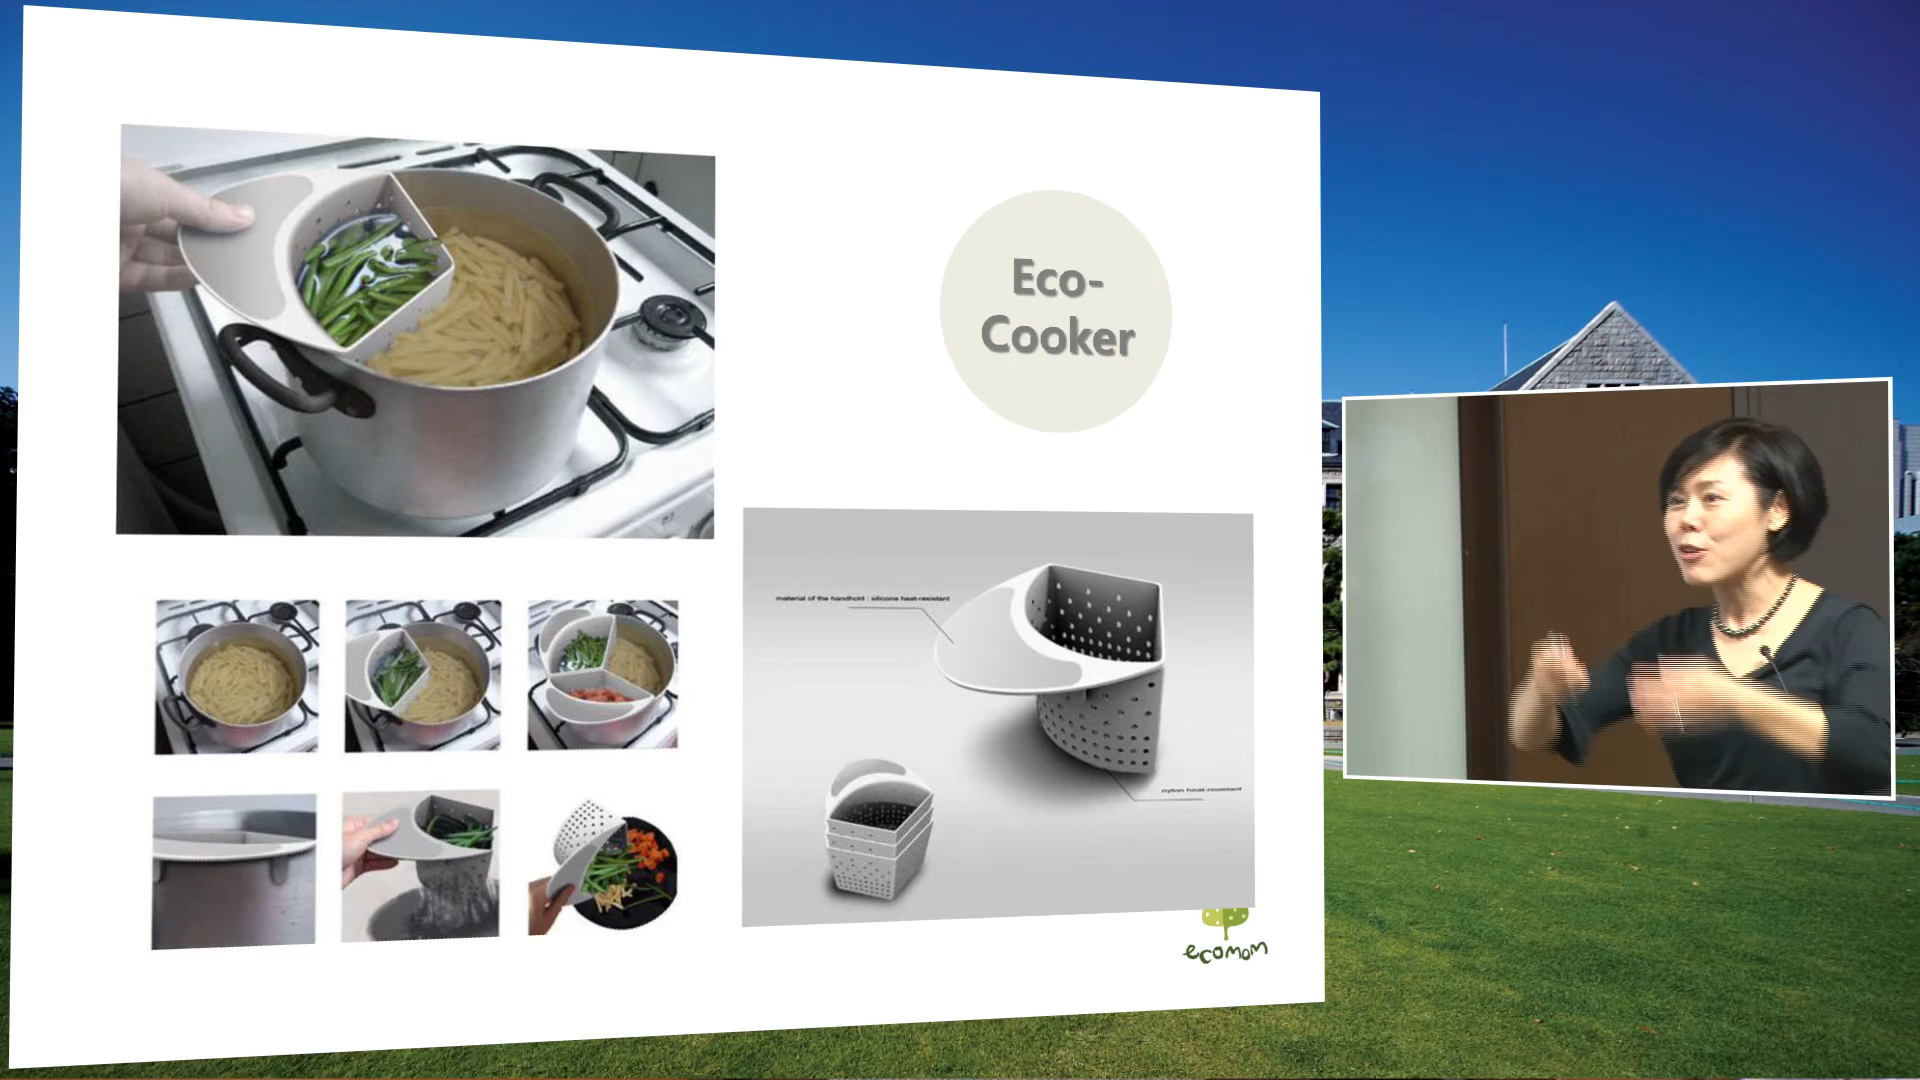 Eco-
Cooker
material of the handhold : silicone heat-resistant
nylon heat-resistant
ecomom